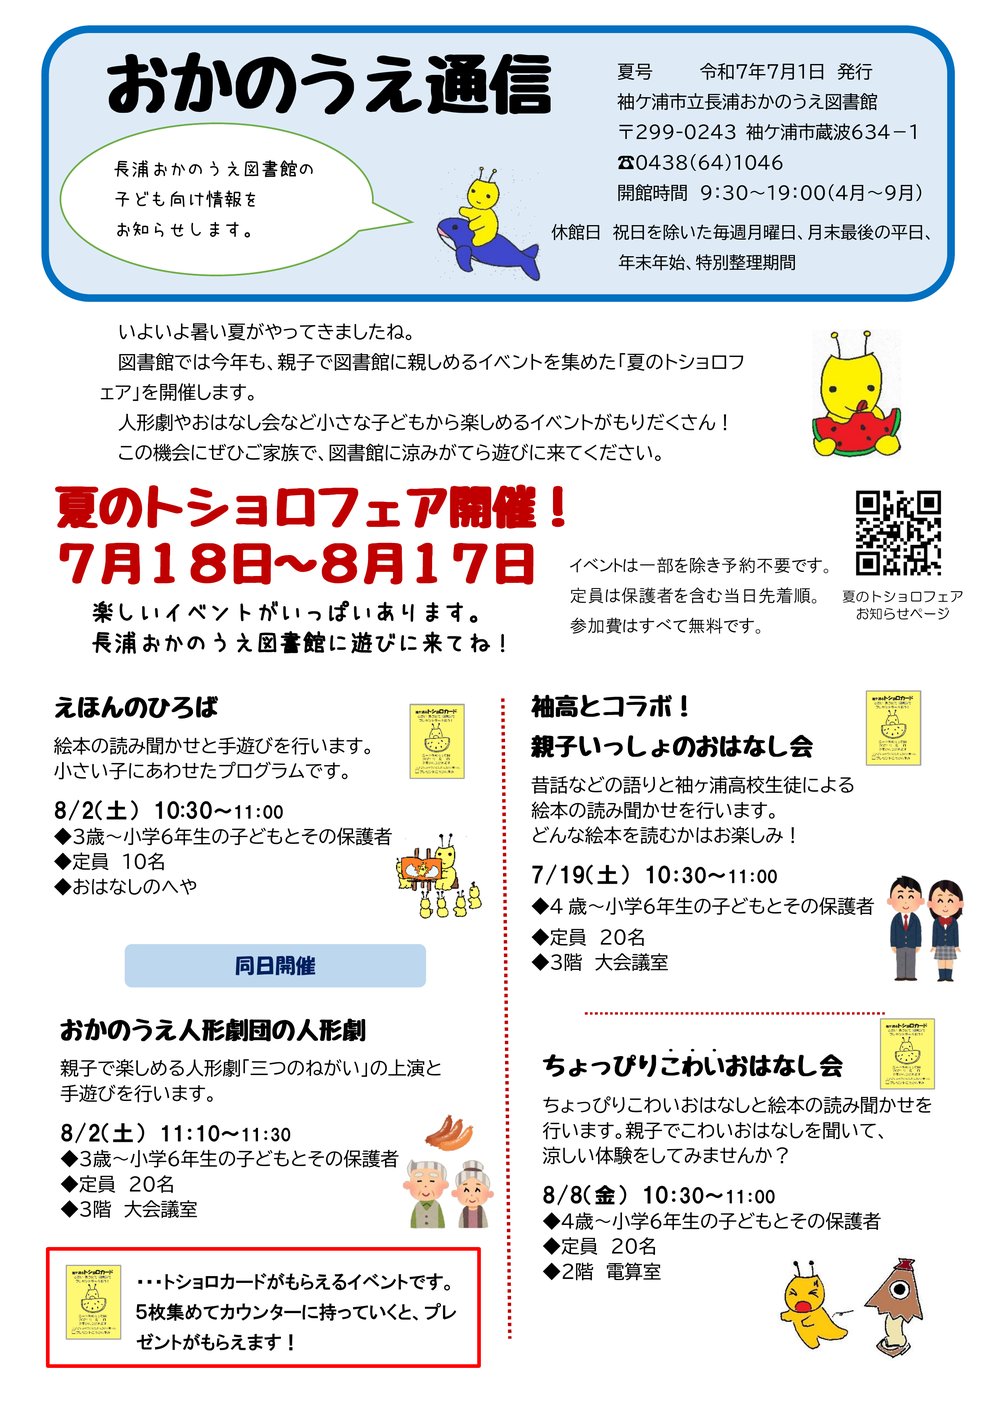 おかのうえ通信
夏号　令和7年7月1日 発行
袖ケ浦市立長浦おかのうえ図書館
〒299-0243 袖ケ浦市蔵波634－1
☎0438(64)1046
開館時間 9：30～19：00(4月～9月)
休館日 祝日を除いた毎週月曜日、月末最後の平日、
年末年始、特別整理期間
長浦おかのうえ図書館の
子ども向け情報を
お知らせします。
いよいよ暑い夏がやってきましたね。
図書館では今年も、親子で図書館に親しめるイベントを集めた「夏のトショロフ
ェア」を開催します。
人形劇やおはなし会など小さな子どもから楽しめるイベントがもりだくさん！
この機会にぜひご家族で、図書館に涼みがてら遊びに来てください。
夏のトショロフェア開催！
７月１８日～８月１７日
楽しいイベントがいっぱいあります。
長浦おかのうえ図書館に遊びに来てね！
イベントは一部を除き予約不要です。
定員は保護者を含む当日先着順。
参加費はすべて無料です。
夏のトショロフェア
お知らせページ
えほんのひろば
絵本の読み聞かせと手遊びを行います。
小さい子にあわせたプログラムです。
8/2(土) 10:30～11:00
◆3歳～小学6年生の子どもとその保護者
◆定員 10名
◆おはなしのへや
同日開催
おかのうえ人形劇団の人形劇
親子で楽しめる人形劇「三つのねがい」の上演と
手遊びを行います。
8/2(土) 11:10～11:30
◆3歳～小学6年生の子どもとその保護者
◆定員 20名
◆3階 大会議室
・・・トショロカードがもらえるイベントです。
5枚集めてカウンターに持っていくと、プレ
ゼントがもらえます！
袖高とコラボ！
親子いっしょのおはなし会
昔話などの語りと袖ヶ浦高校生徒による
絵本の読み聞かせを行います。
どんな絵本を読むかはお楽しみ！
7/19(土) 10：30～11:00
◆4 歳～小学6年生の子どもとその保護者
◆定員 20名
◆3階 大会議室
ちょっぴりこわいおはなし会
ちょっぴりこわいおはなしと絵本の読み聞かせを
行います。親子でこわいおはなしを聞いて、
涼しい体験をしてみませんか？
8/8(金) 10：30～11:00
◆4歳～小学6年生の子どもとその保護者
◆定員 20名
◆2階 電算室